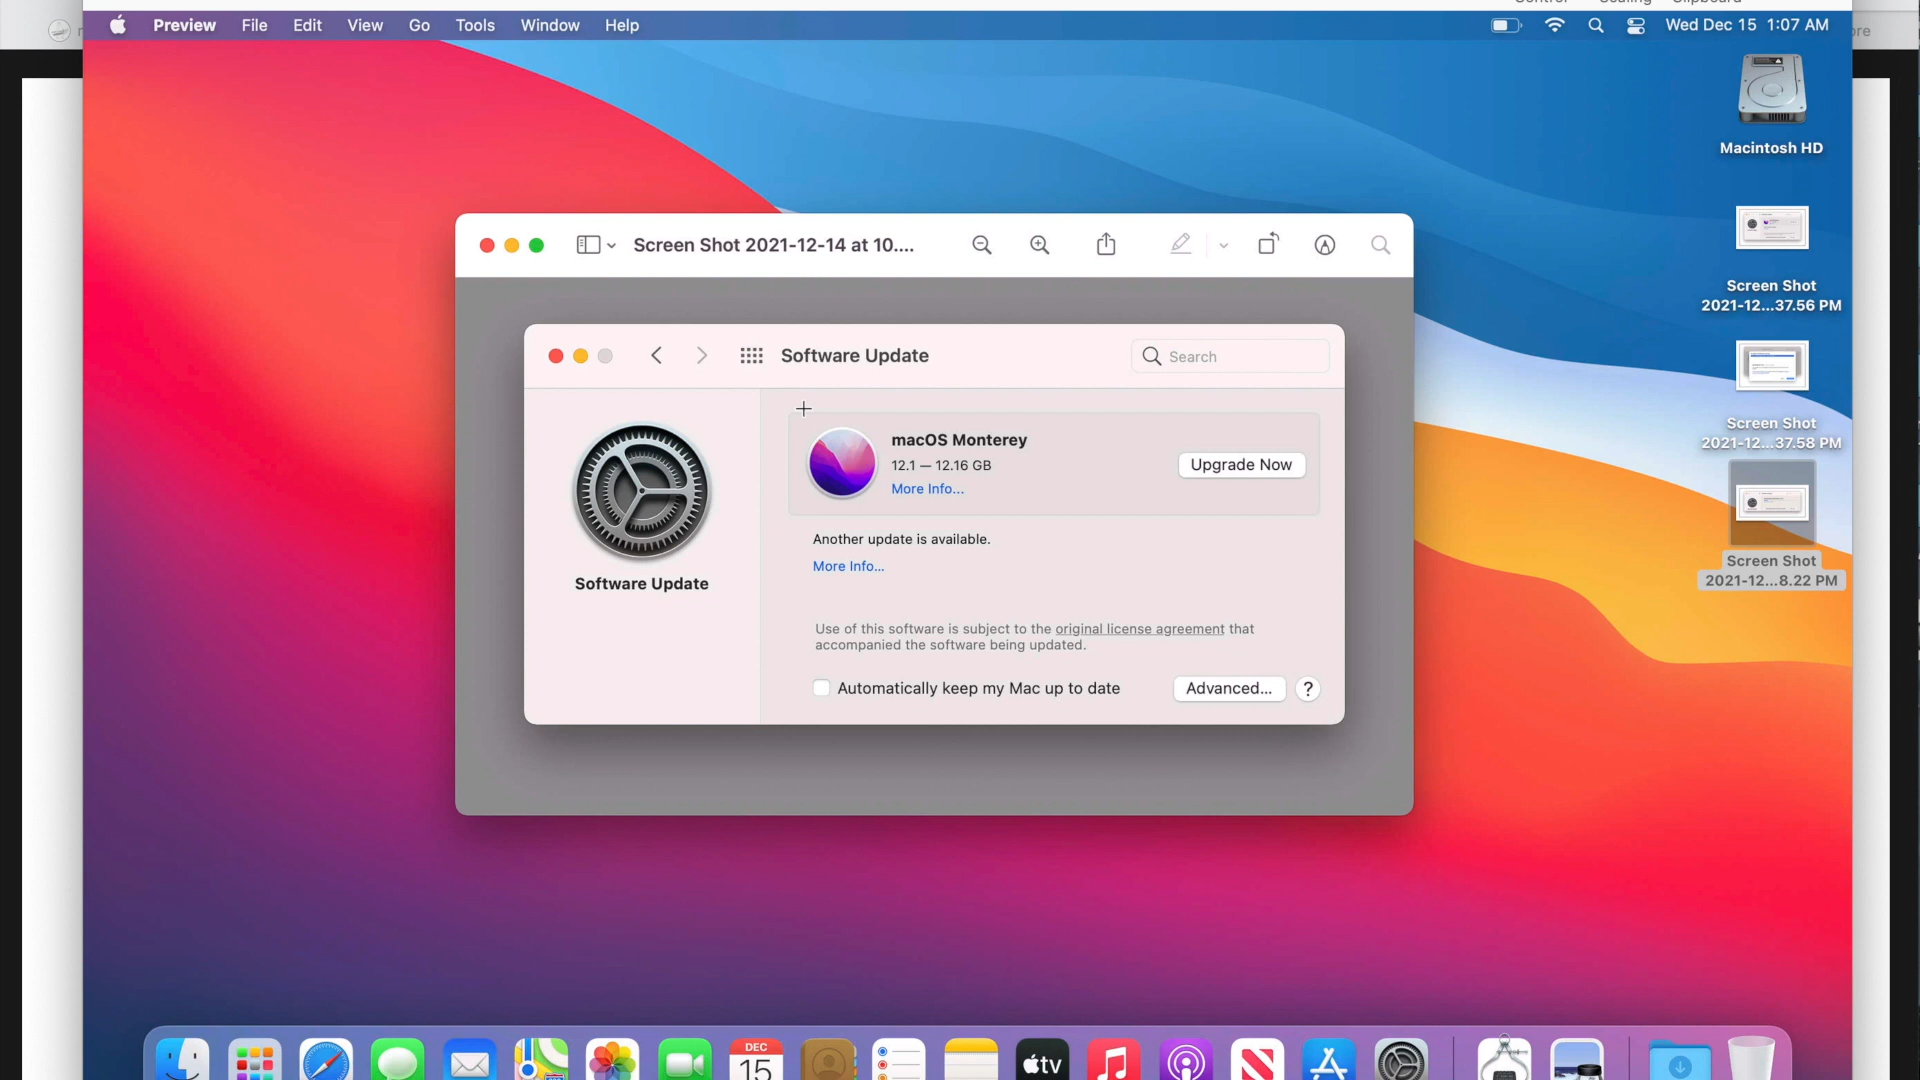 Preview File Edit View Go Tools Window Help
Wed Dec 15 1:07 AM
Macintosh HD
Screen Shot 2021-12-14 at 10....
Screen Shot
2021-12...37.56 PM
Software Update
Search
macOS Monterey
12.1 — 12.16 GB
More Info...
Upgrade Now
Screen Shot
2021-12...37.58 PM
Another update is available.
More Info...
Screen Shot
2021-12...8.22 PM
Software Update
Use of this software is subject to the original license agreement that
accompanied the software being updated.
Automatically keep my Mac up to date
Advanced...
?
DEC
15
tv